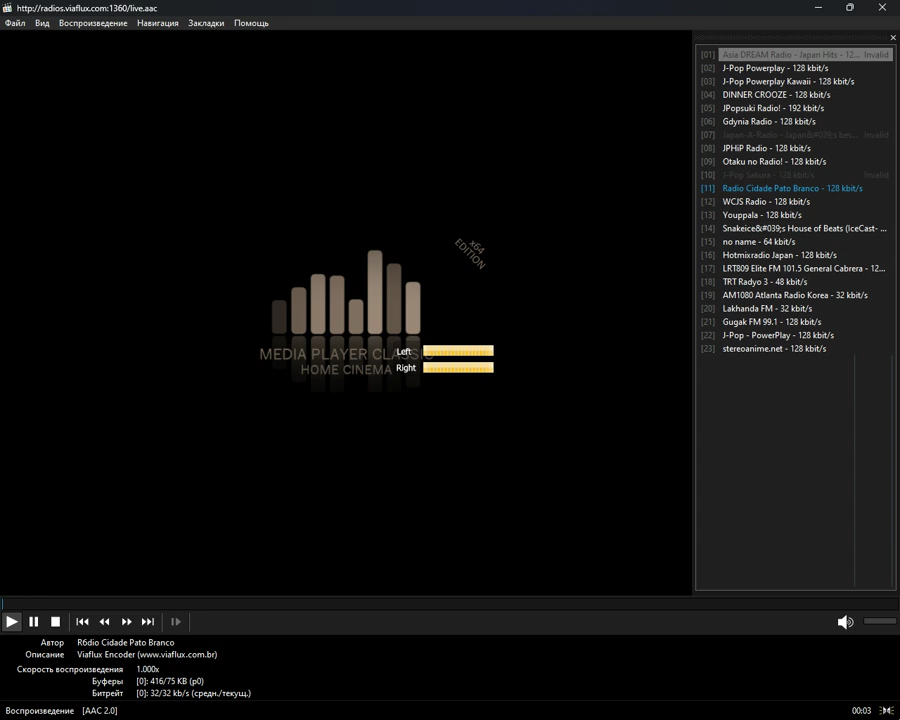 http://radios.viaflux.com:1360/live.aac
Файл Вид Воспроизведение Навигация Закладки Помощь
[01] Asia DREAM Radio - Japan Hits - 12... Invalid
[02] J-Pop Powerplay - 128 kbit/s
[03] J-Pop Powerplay Kawaii - 128 kbit/s
[04] DINNER CROOZE - 128 kbit/s
[05] JPopsuki Radio! - 192 kbit/s
[06] Gdynia Radio - 128 kbit/s
[07] Japan-A-Radio - Japan&#039;s bes... Invalid
[08] JPHiP Radio - 128 kbit/s
[09] Otaku no Radio! - 128 kbit/s
[10] J-Pop Sakura - 128 kbit/s Invalid
[11] Radio Cidade Pato Branco - 128 kbit/s
[12] WCJS Radio - 128 kbit/s
[13] Youppala - 128 kbit/s
[14] Snakeice&#039;s House of Beats (IceCast- ...
[15] no name - 64 kbit/s
[16] Hotmixradio Japan - 128 kbit/s
[17] LRT809 Elite FM 101.5 General Cabrera - 12...
[18] TRT Radyo 3 - 48 kbit/s
[19] AM1080 Atlanta Radio Korea - 32 kbit/s
[20] Lakhanda FM - 32 kbit/s
[21] Gugak FM 99.1 - 128 kbit/s
[22] J-Pop - PowerPlay - 128 kbit/s
[23] stereoanime.net - 128 kbit/s
x64
EDITION
MEDIA PLAYER CLASSIC
HOME CINEMA
Left
Right
Автор R6dio Cidade Pato Branco
Описание Viaflux Encoder (www.viaflux.com.br)
Скорость воспроизведения 1.000x
Буферы [0]: 416/75 KB (p0)
Битрейт [0]: 32/32 kb/s (средн./текущ.)
Воспроизведение [AAC 2.0] 00:03